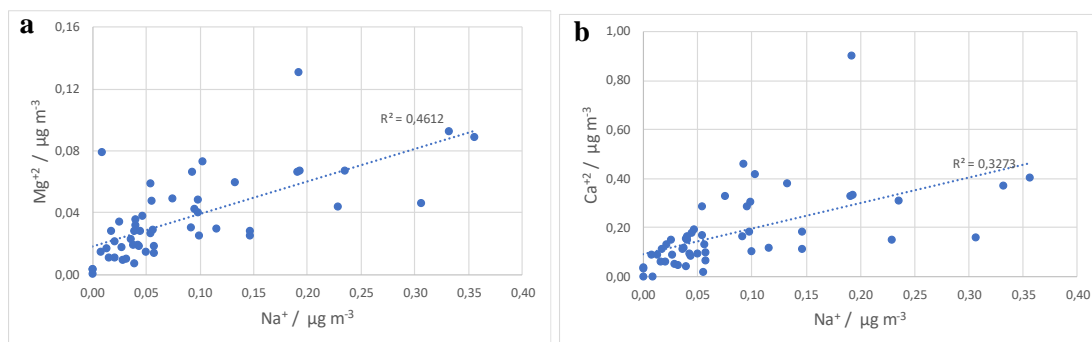 a
0,16
0,12
0,08
0,04
0,00
Mg+2 / µg m-3
R² = 0,4612
0,00 0,05 0,10 0,15 0,20 0,25 0,30 0,35 0,40
Na+ / µg m-3
b
1,00
0,80
0,60
0,40
0,20
0,00
Ca+2 / µg m-3
R² = 0,3273
0,00 0,05 0,10 0,15 0,20 0,25 0,30 0,35 0,40
Na+ / µg m-3